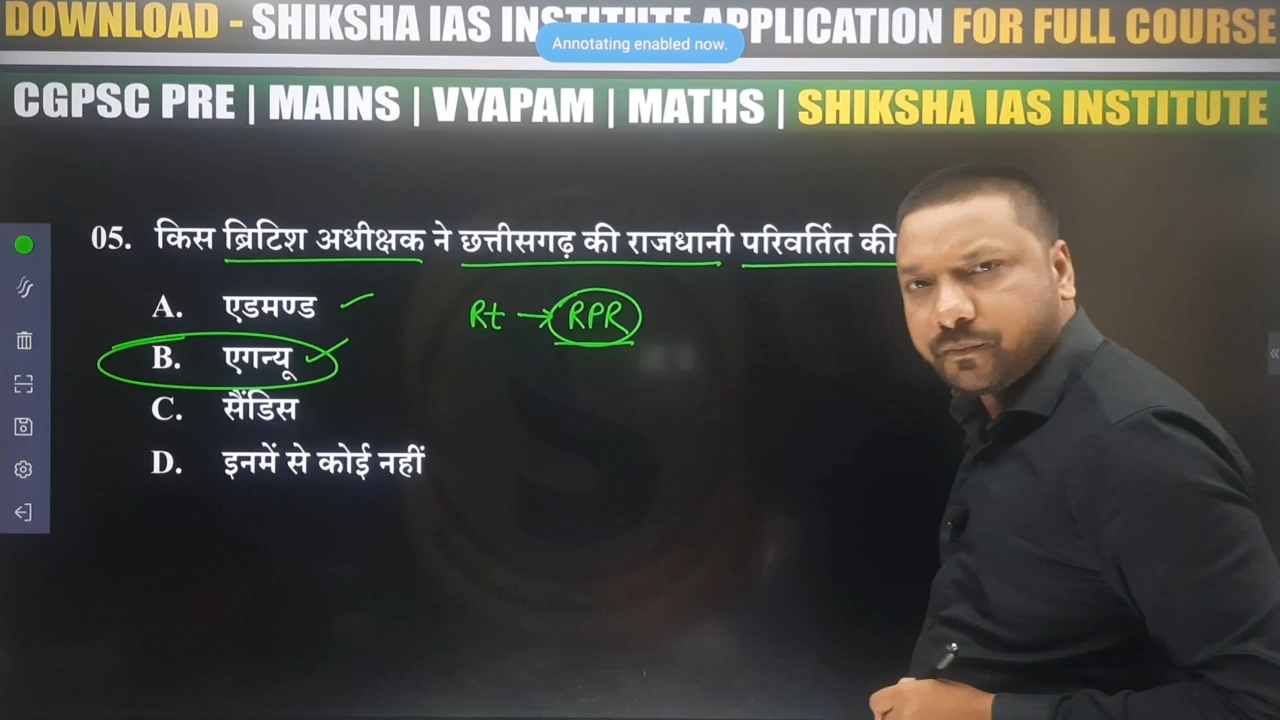 DOWNLOAD - SHIKSHA IAS INSTITUTE APPLICATION FOR FULL COURSE
Annotating enabled now.
CGPSC PRE | MAINS | VYAPAM | MATHS | SHIKSHA IAS INSTITUTE
05. किस ब्रिटिश अधीक्षक ने छत्तीसगढ़ की राजधानी परिवर्तित की
A. एडमण्ड
Rt → RPR
B. एगन्यू
C. सैंडिस
D. इनमें से कोई नहीं